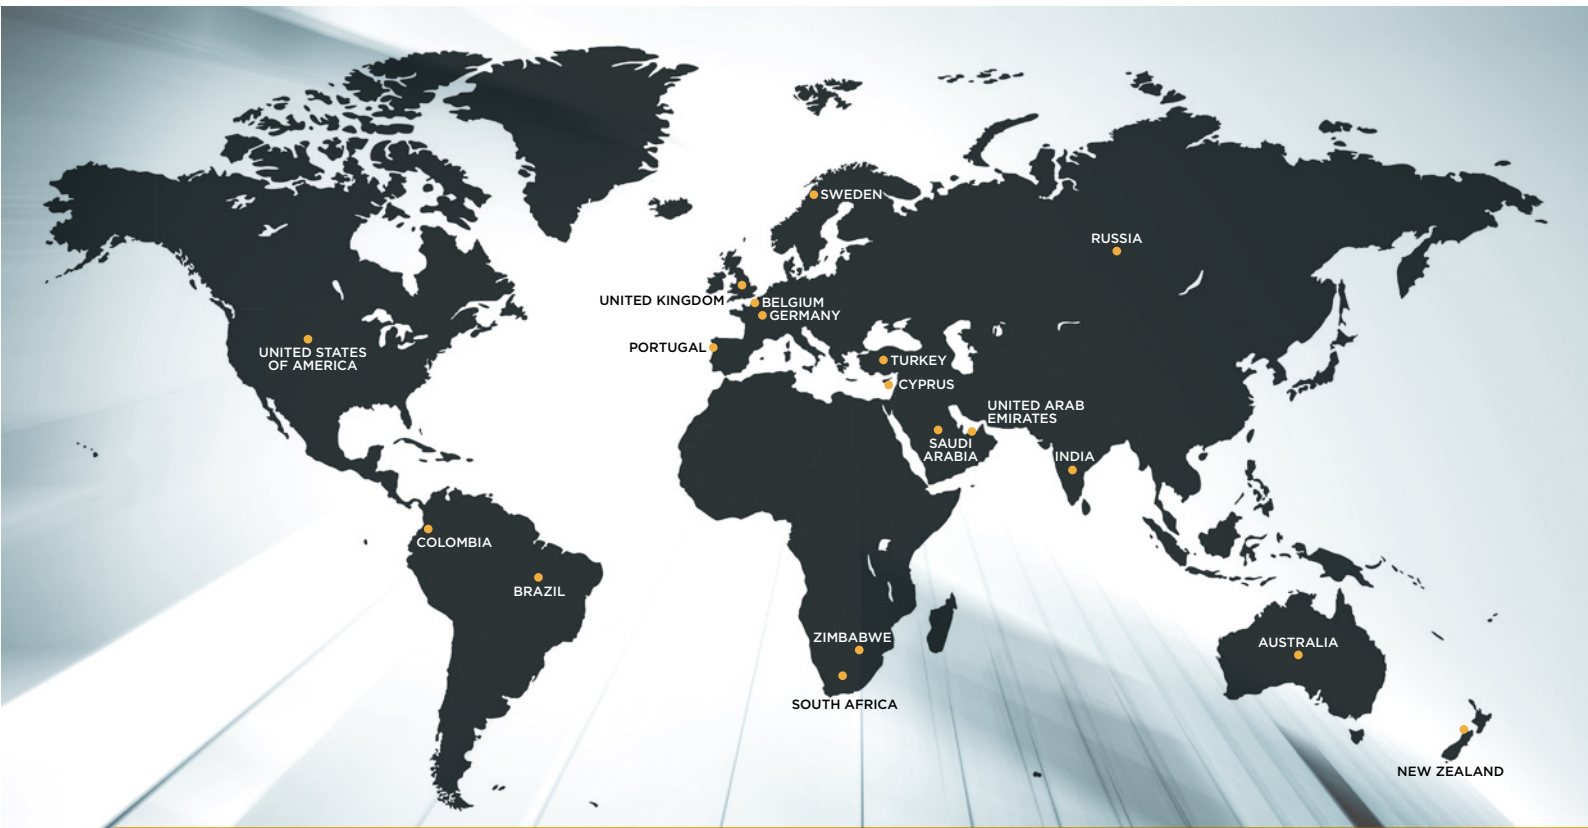 SWEDEN
RUSSIA
UNITED KINGDOM
BELGIUM
GERMANY
PORTUGAL
UNITED STATES
OF AMERICA
TURKEY
CYPRUS
UNITED ARAB
EMIRATES
SAUDI
ARABIA
INDIA
COLOMBIA
BRAZIL
ZIMBABWE
AUSTRALIA
SOUTH AFRICA
NEW ZEALAND